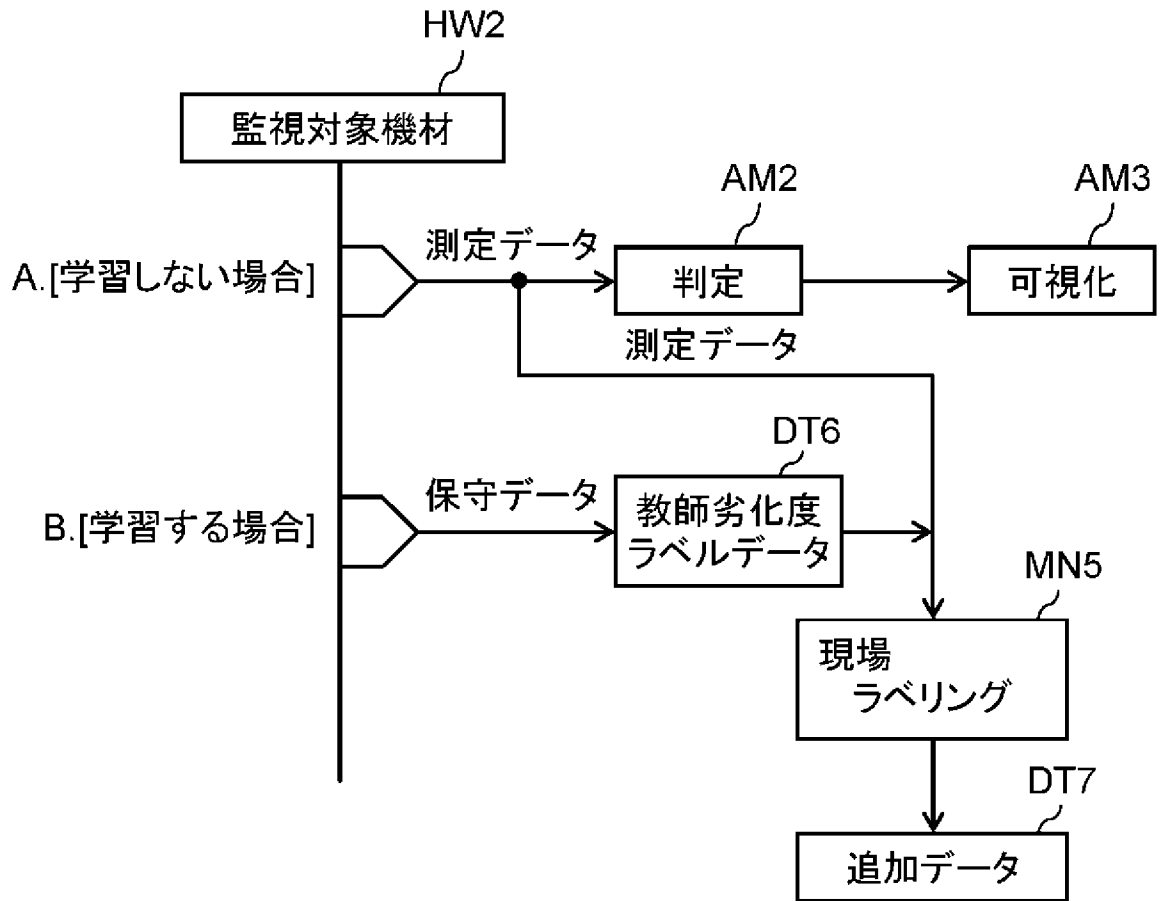 HW2
監視対象機材
AM2
AM3
A.[学習しない場合]
測定データ
判定
可視化
測定データ
DT6
B.[学習する場合]
保守データ
教師劣化度
ラベルデータ
MN5
現場
ラベリング
DT7
追加データ